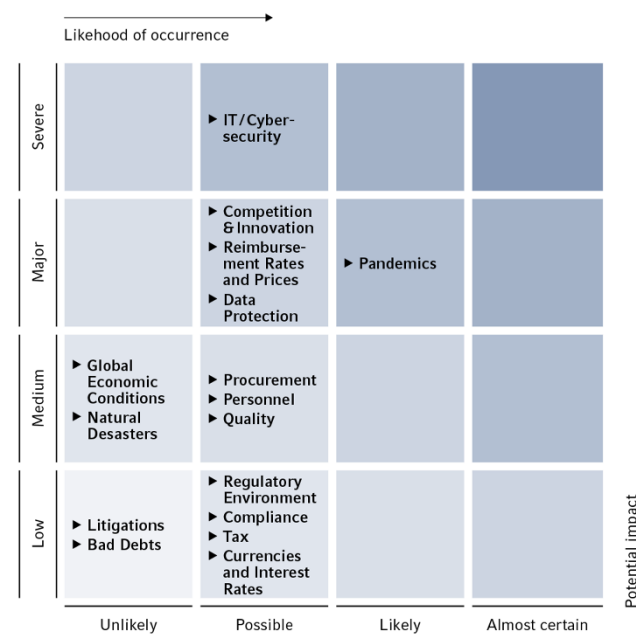 Likehood of occurrence
Severe
▶ IT/Cyber-
security
Major
▶ Competition
& Innovation
▶ Reimburse-
ment Rates
and Prices
▶ Data
Protection
▶ Pandemics
Medium
▶ Global
Economic
Conditions
▶ Natural
Desasters
▶ Procurement
▶ Personnel
▶ Quality
Low
▶ Litigations
▶ Bad Debts
▶ Regulatory
Environment
▶ Compliance
▶ Tax
▶ Currencies
and Interest
Rates
Potential impact
Unlikely
Possible
Likely
Almost certain